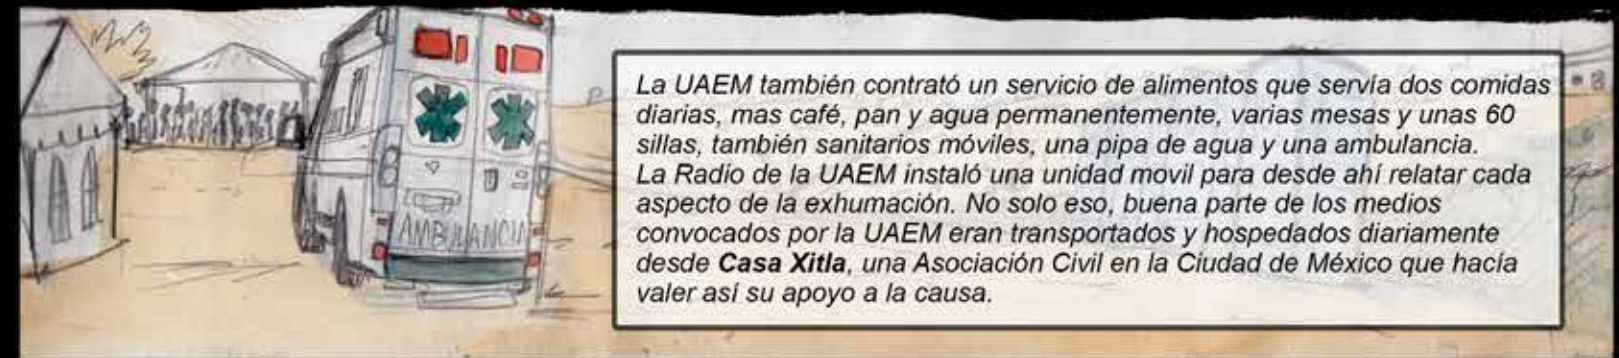 AMBULANCIA
La UAEM también contrató un servicio de alimentos que servía dos comidas
diarias, mas café, pan y agua permanentemente, varias mesas y unas 60
sillas, también sanitarios móviles, una pipa de agua y una ambulancia.
La Radio de la UAEM instaló una unidad movil para desde ahí relatar cada
aspecto de la exhumación. No solo eso, buena parte de los medios
convocados por la UAEM eran transportados y hospedados diariamente
desde Casa Xitla, una Asociación Civil en la Ciudad de México que hacía
valer así su apoyo a la causa.